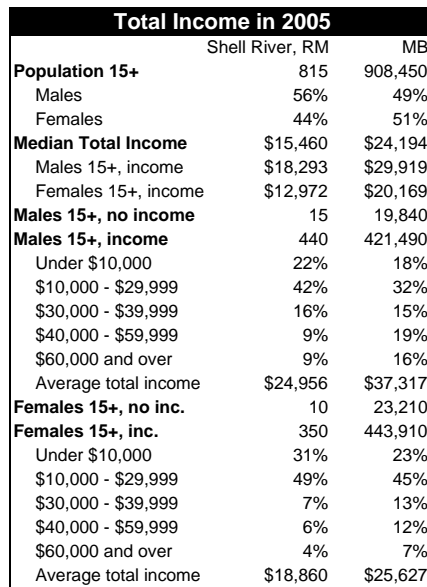 Total Income in 2005
Shell River, RM MB
Population 15+ 815 908,450
Males 56% 49%
Females 44% 51%
Median Total Income $15,460 $24,194
Males 15+, income $18,293 $29,919
Females 15+, income $12,972 $20,169
Males 15+, no income 15 19,840
Males 15+, income 440 421,490
Under $10,000 22% 18%
$10,000 - $29,999 42% 32%
$30,000 - $39,999 16% 15%
$40,000 - $59,999 9% 19%
$60,000 and over 9% 16%
Average total income $24,956 $37,317
Females 15+, no inc. 10 23,210
Females 15+, inc. 350 443,910
Under $10,000 31% 23%
$10,000 - $29,999 49% 45%
$30,000 - $39,999 7% 13%
$40,000 - $59,999 6% 12%
$60,000 and over 4% 7%
Average total income $18,860 $25,627